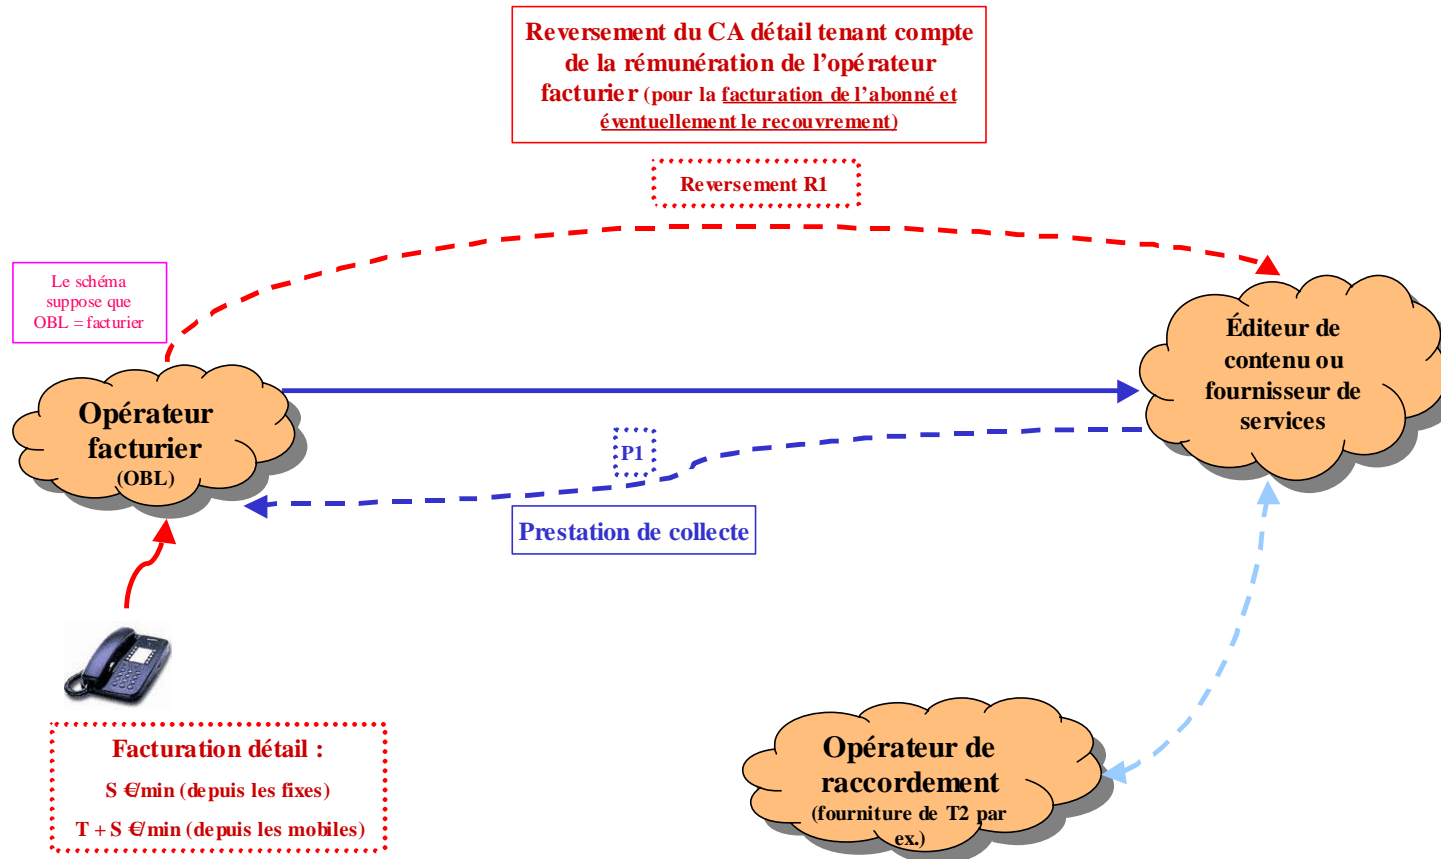 Reversement du CA détail tenant compte
de la rémunération de l'opérateur
facturier (pour la facturation de l'abonné et
éventuellement le recouvrement)
Reversement R1
Le schéma
suppose que
OBL = facturier
Éditeur de
contenu ou
fournisseur de
services
Opérateur
facturier
(OBL)
P1
Prestation de collecte
Facturation détail :
S €/min (depuis les fixes)
T + S €/min (depuis les mobiles)
Opérateur de
raccordement
(fourniture de T2 par
ex.)